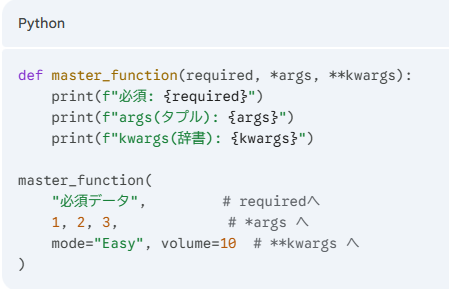 Python
def master_function(required, *args, **kwargs):
    print(f"必須: {required}")
    print(f"args(タプル): {args}")
    print(f"kwargs(辞書): {kwargs}")

master_function(
    "必須データ",         # requiredへ
    1, 2, 3,             # *args へ
    mode="Easy", volume=10  # **kwargs へ
)